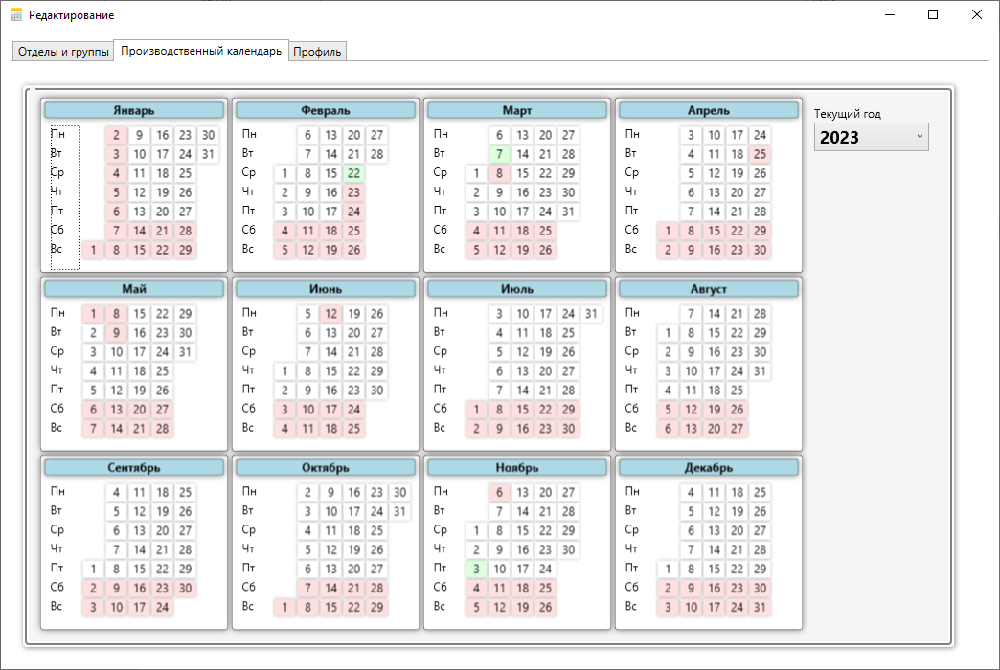 Редактирование
Отделы и группы Производственный календарь Профиль
Январь Февраль Март Апрель
Текущий год
2023
Пн 2 9 16 23 30 Пн 6 13 20 27 Пн 6 13 20 27 Пн 3 10 17 24
Вт 3 10 17 24 31 Вт 7 14 21 28 Вт 7 14 21 28 Вт 4 11 18 25
Ср 4 11 18 25 Ср 1 8 15 22 Ср 1 8 15 22 29 Ср 5 12 19 26
Чт 5 12 19 26 Чт 2 9 16 23 Чт 2 9 16 23 30 Чт 6 13 20 27
Пт 6 13 20 27 Пт 3 10 17 24 Пт 3 10 17 24 31 Пт 7 14 21 28
Сб 7 14 21 28 Сб 4 11 18 25 Сб 4 11 18 25 Сб 1 8 15 22 29
Вс 1 8 15 22 29 Вс 5 12 19 26 Вс 5 12 19 26 Вс 2 9 16 23 30
Май Июнь Июль Август
Пн 1 8 15 22 29 Пн 5 12 19 26 Пн 3 10 17 24 31 Пн 7 14 21 28
Вт 2 9 16 23 30 Вт 6 13 20 27 Вт 4 11 18 25 Вт 1 8 15 22 29
Ср 3 10 17 24 31 Ср 7 14 21 28 Ср 5 12 19 26 Ср 2 9 16 23 30
Чт 4 11 18 25 Чт 1 8 15 22 29 Чт 6 13 20 27 Чт 3 10 17 24 31
Пт 5 12 19 26 Пт 2 9 16 23 30 Пт 7 14 21 28 Пт 4 11 18 25
Сб 6 13 20 27 Сб 3 10 17 24 Сб 1 8 15 22 29 Сб 5 12 19 26
Вс 7 14 21 28 Вс 4 11 18 25 Вс 2 9 16 23 30 Вс 6 13 20 27
Сентябрь Октябрь Ноябрь Декабрь
Пн 4 11 18 25 Пн 2 9 16 23 30 Пн 6 13 20 27 Пн 4 11 18 25
Вт 5 12 19 26 Вт 3 10 17 24 31 Вт 7 14 21 28 Вт 5 12 19 26
Ср 6 13 20 27 Ср 4 11 18 25 Ср 1 8 15 22 29 Ср 6 13 20 27
Чт 7 14 21 28 Чт 5 12 19 26 Чт 2 9 16 23 30 Чт 7 14 21 28
Пт 1 8 15 22 29 Пт 6 13 20 27 Пт 3 10 17 24 Пт 1 8 15 22 29
Сб 2 9 16 23 30 Сб 7 14 21 28 Сб 4 11 18 25 Сб 2 9 16 23 30
Вс 3 10 17 24 Вс 1 8 15 22 29 Вс 5 12 19 26 Вс 3 10 17 24 31